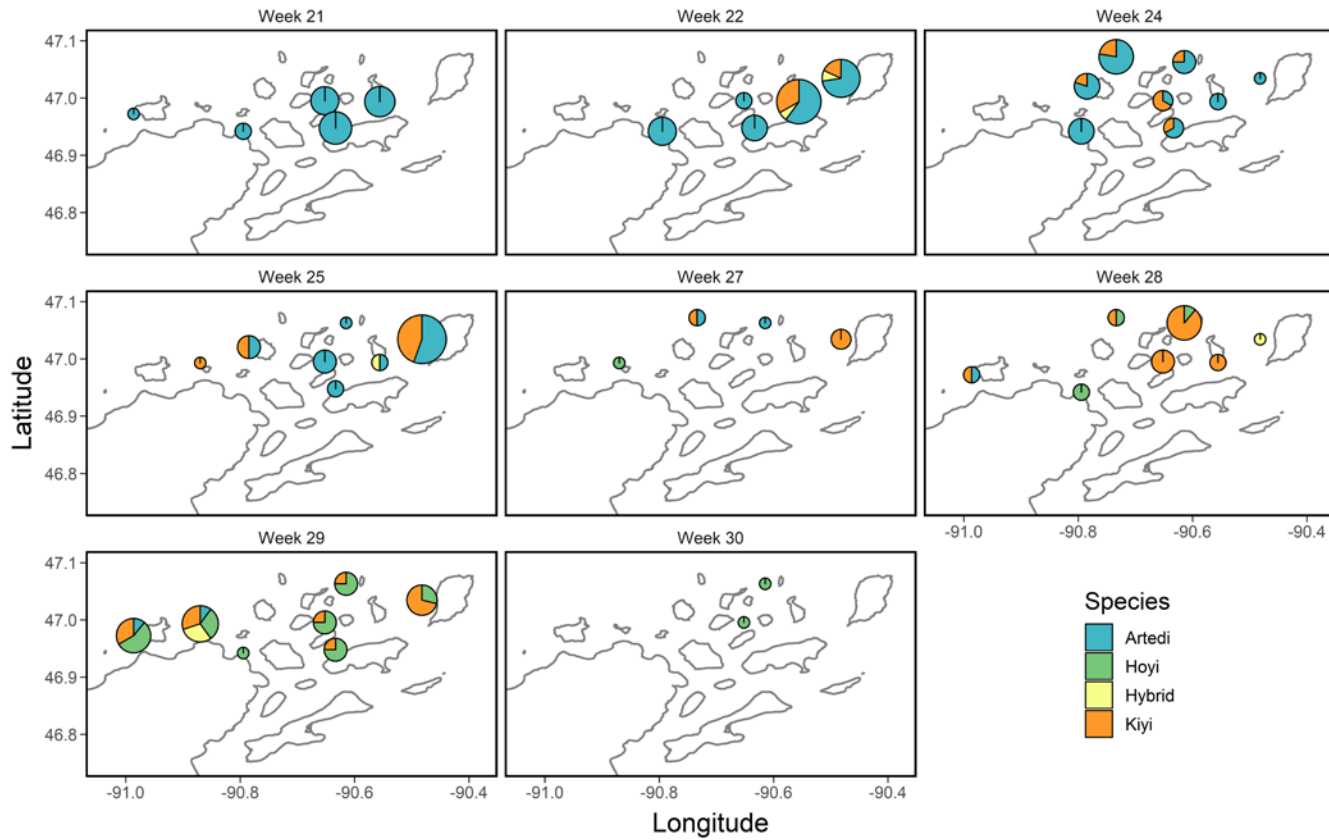 Week 21
Week 22
Week 24
47.1
47.0
46.9
46.8
Week 25
Week 27
Week 28
47.1
47.0
46.9
46.8
-91.0
-90.8
-90.6
-90.4
Week 29
Week 30
47.1
47.0
46.9
46.8
-91.0
-90.8
-90.6
-90.4
-91.0
-90.8
-90.6
-90.4
Latitude
Longitude
Species
Artedi
Hoyi
Hybrid
Kiyi